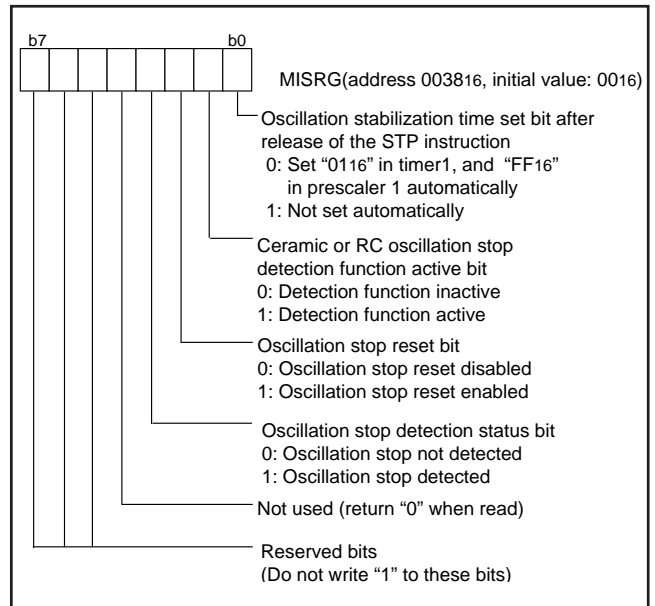 b7 b0
MISRG(address 003816, initial value: 0016)
Oscillation stabilization time set bit after
release of the STP instruction
0: Set “0116” in timer1, and “FF16”
in prescaler 1 automatically
1: Not set automatically
Ceramic or RC oscillation stop
detection function active bit
0: Detection function inactive
1: Detection function active
Oscillation stop reset bit
0: Oscillation stop reset disabled
1: Oscillation stop reset enabled
Oscillation stop detection status bit
0: Oscillation stop not detected
1: Oscillation stop detected
Not used (return “0” when read)
Reserved bits
(Do not write “1” to these bits)